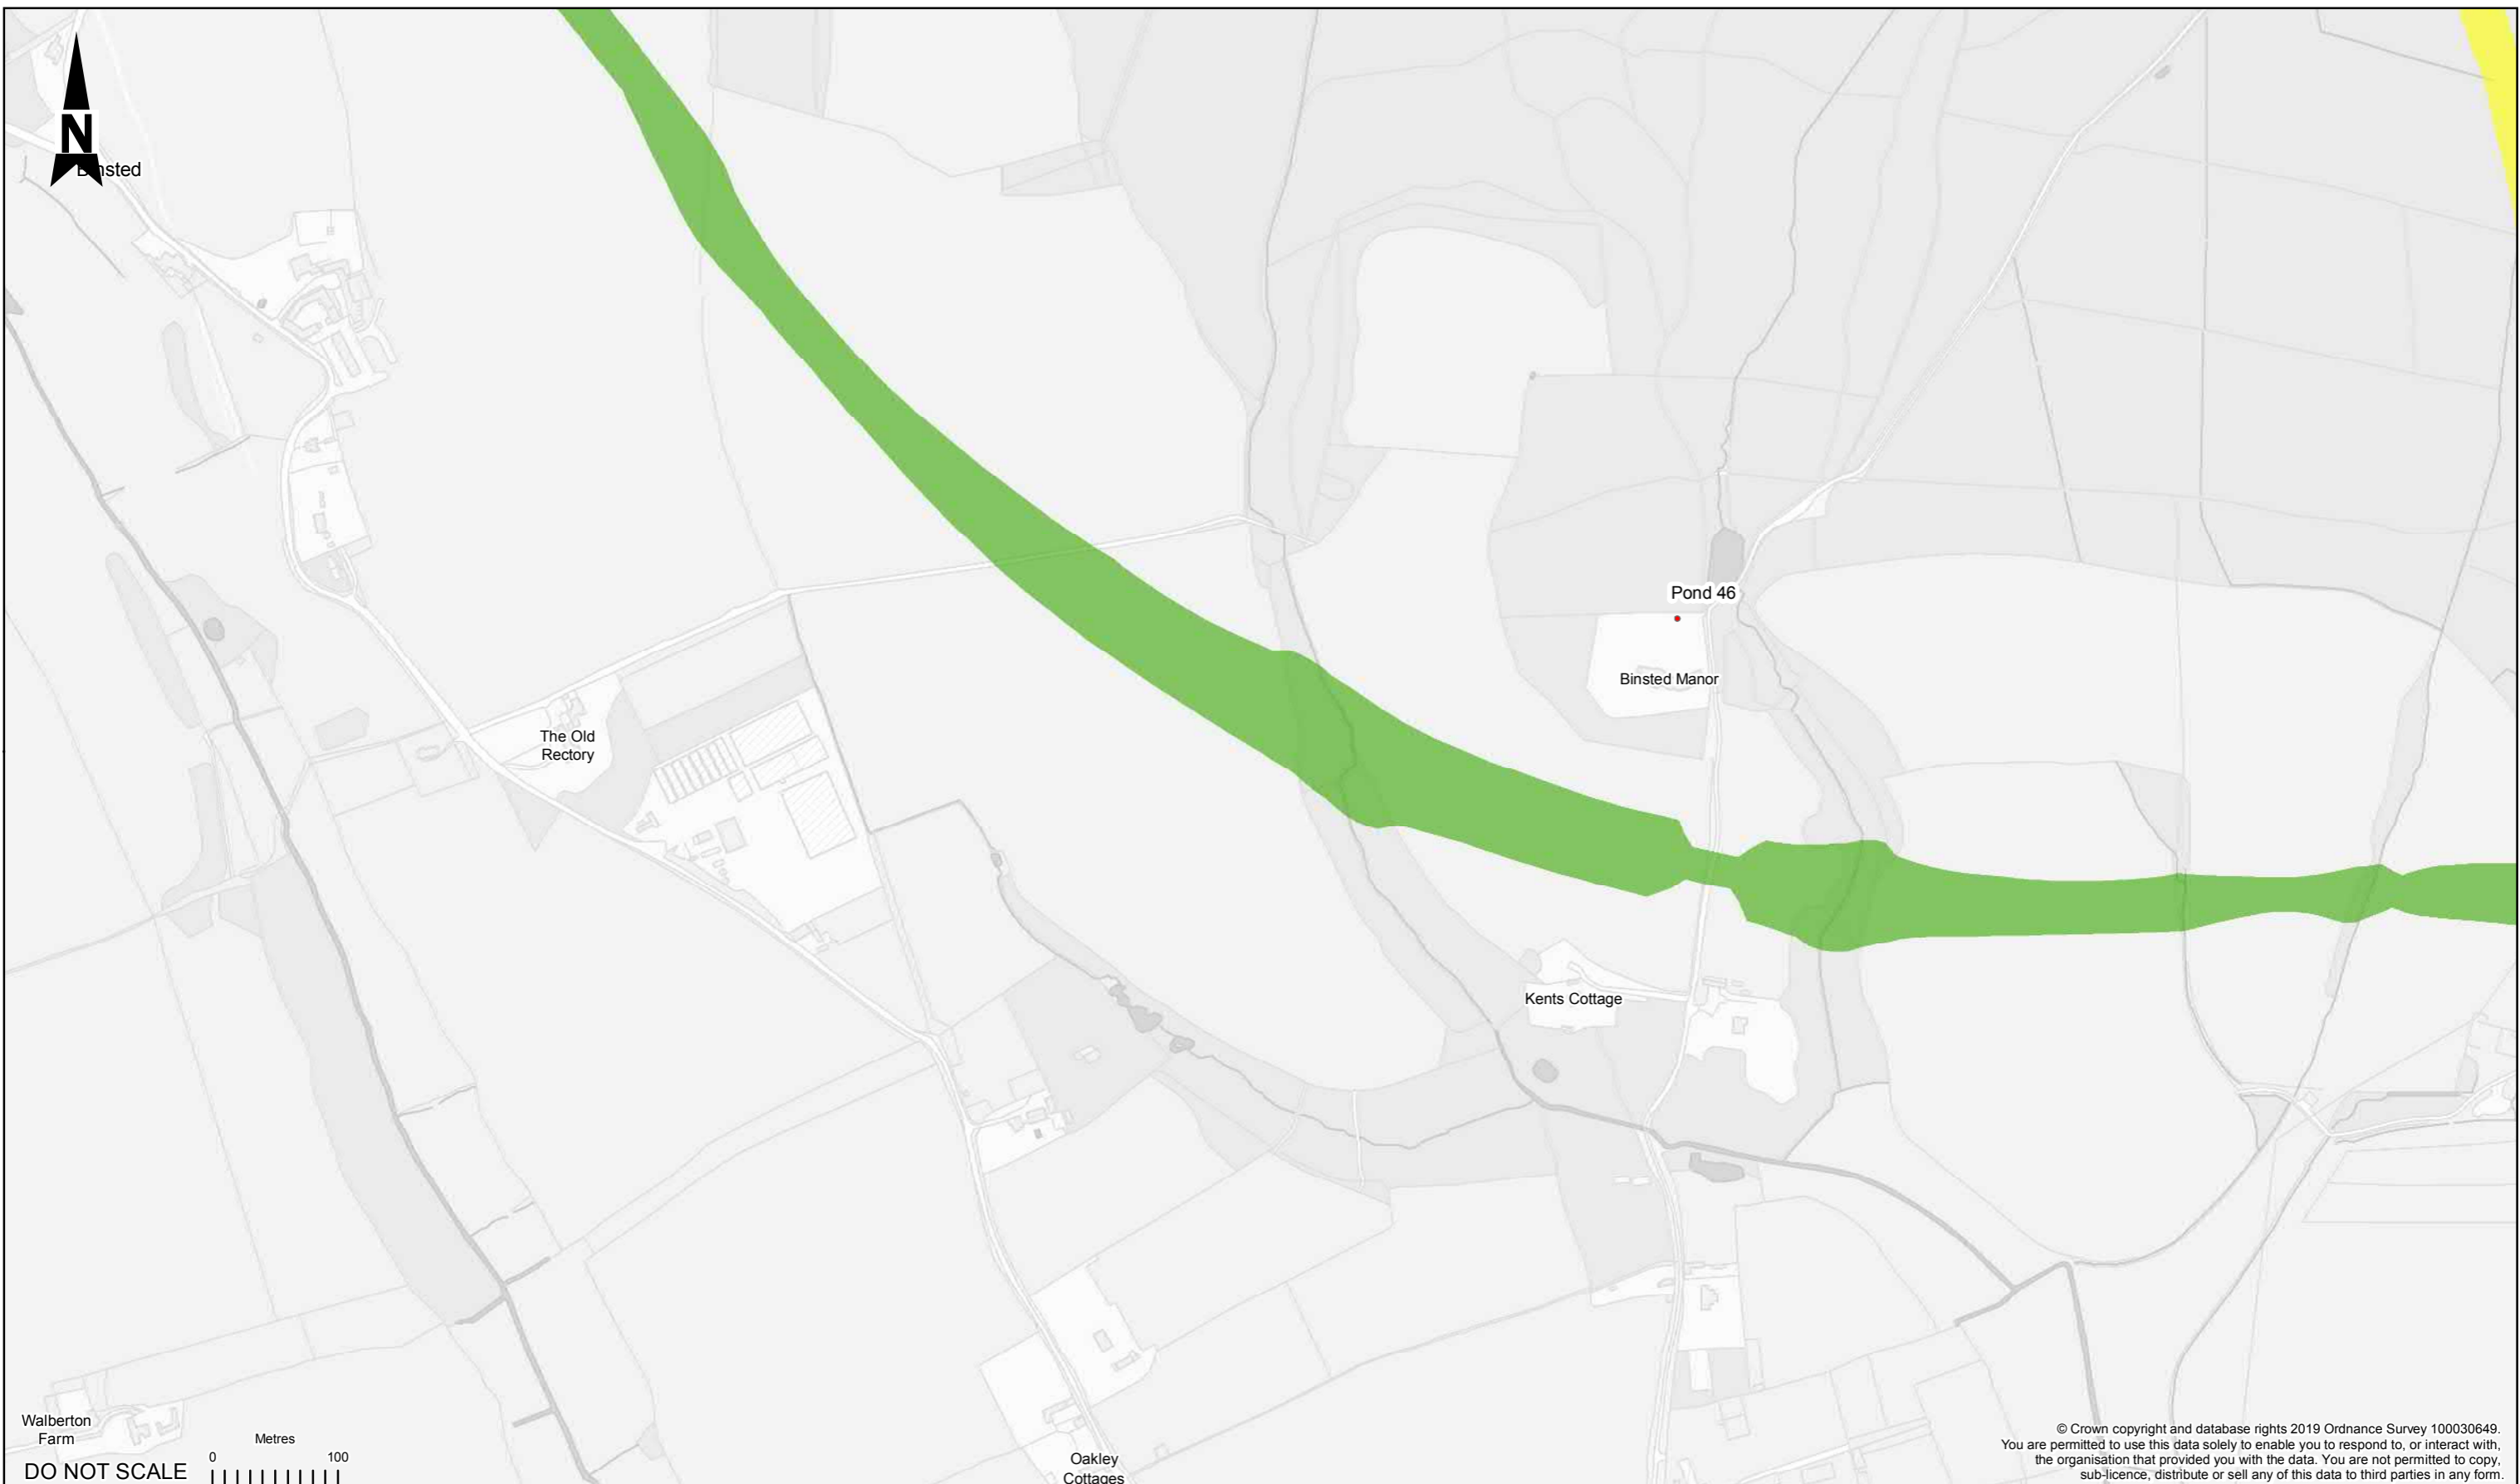 N
Binsted
Pond 46
Binsted Manor
The Old
Rectory
Kents Cottage
Walberton
Farm
Metres
0 100
DO NOT SCALE
Oakley
Cottages
© Crown copyright and database rights 2019 Ordnance Survey 100030649.
You are permitted to use this data solely to enable you to respond to, or interact with,
the organisation that provided you with the data. You are not permitted to copy,
sub-licence, distribute or sell any of this data to third parties in any form.